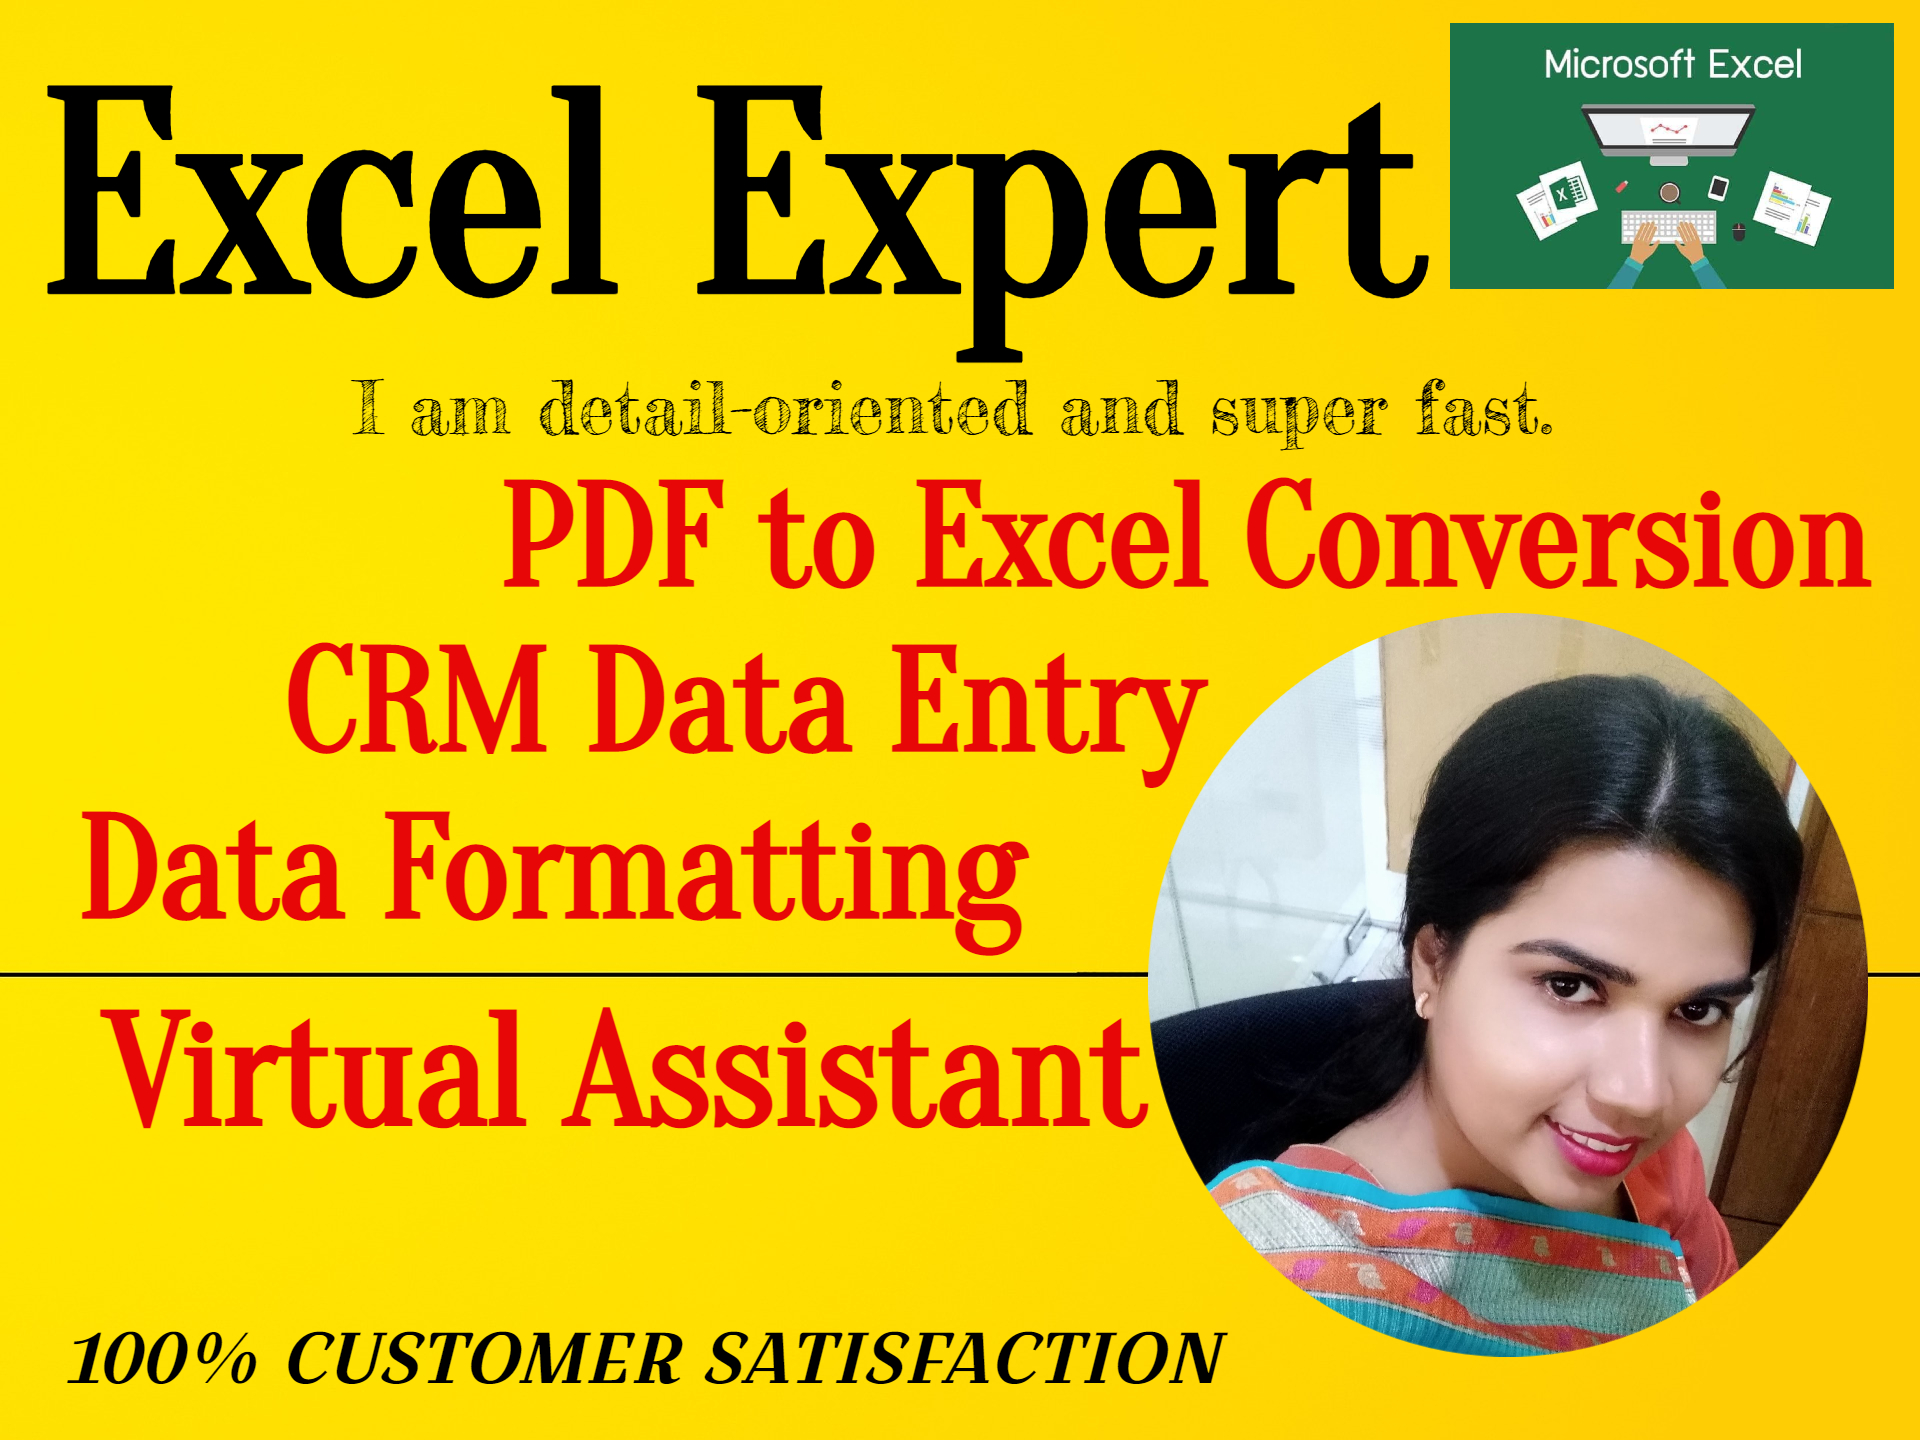 Excel Expert
Microsoft Excel
I am detail-oriented and super fast.
PDF to Excel Conversion
CRM Data Entry
Data Formatting
Virtual Assistant
100% CUSTOMER SATISFACTION